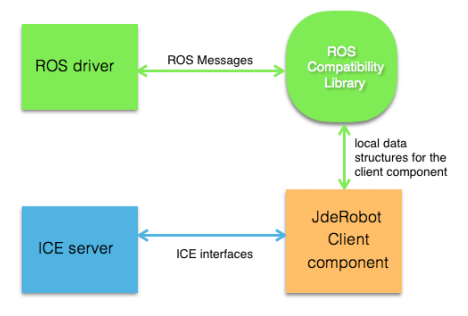 ROS driver
ROS Messages
ROS
Compatibility
Library
local data
structures for the
client component
ICE server
ICE interfaces
JdeRobot
Client
component